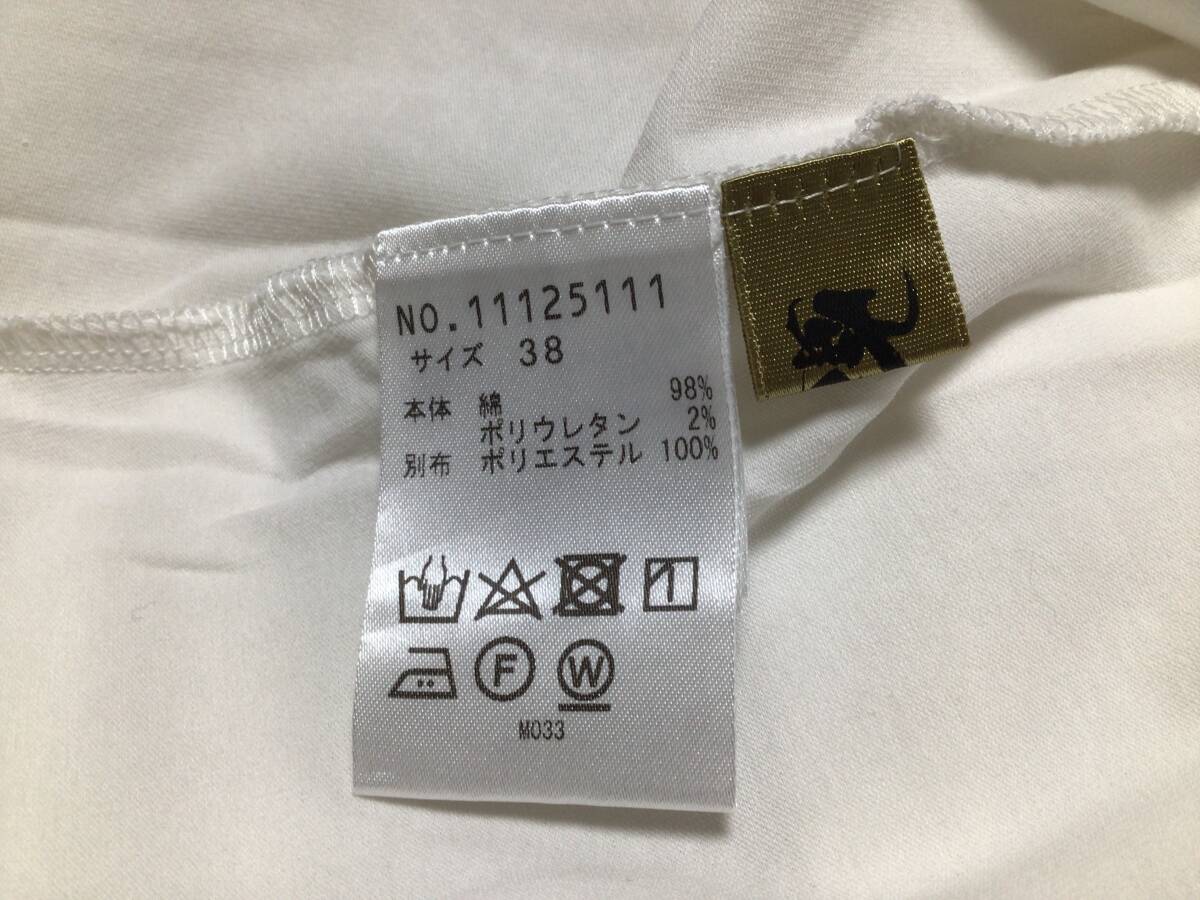 NO.11125111
サイズ 38
本体 綿 98%
ポリウレタン 2%
別布 ポリエステル 100%
F W
M033